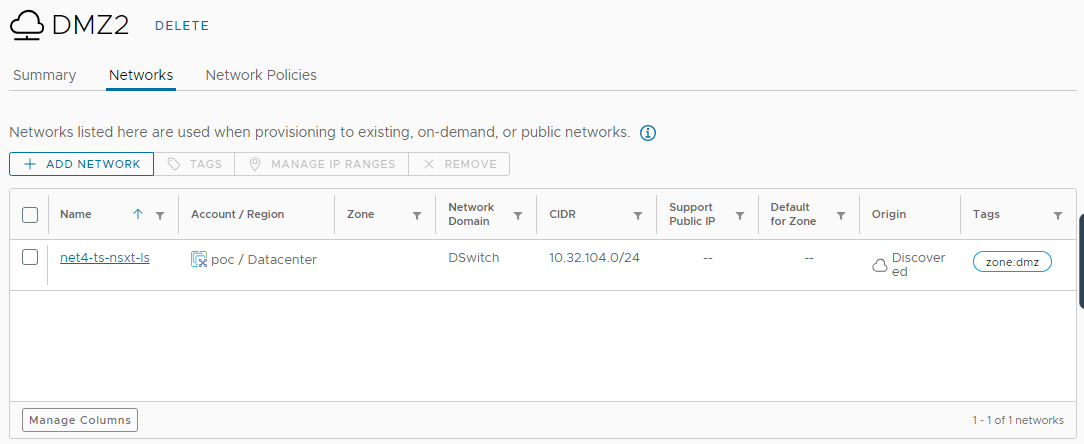 DMZ2 DELETE
Summary Networks Network Policies
Networks listed here are used when provisioning to existing, on-demand, or public networks.
ADD NETWORK TAGS MANAGE IP RANGES REMOVE
Name Account / Region Zone Network Domain CIDR Support Public IP Default for Zone Origin Tags
net4-ts-nsxt-ls poc / Datacenter DSwitch 10.32.104.0/24 -- -- Discovered zone:dmz
Manage Columns 1 - 1 of 1 networks